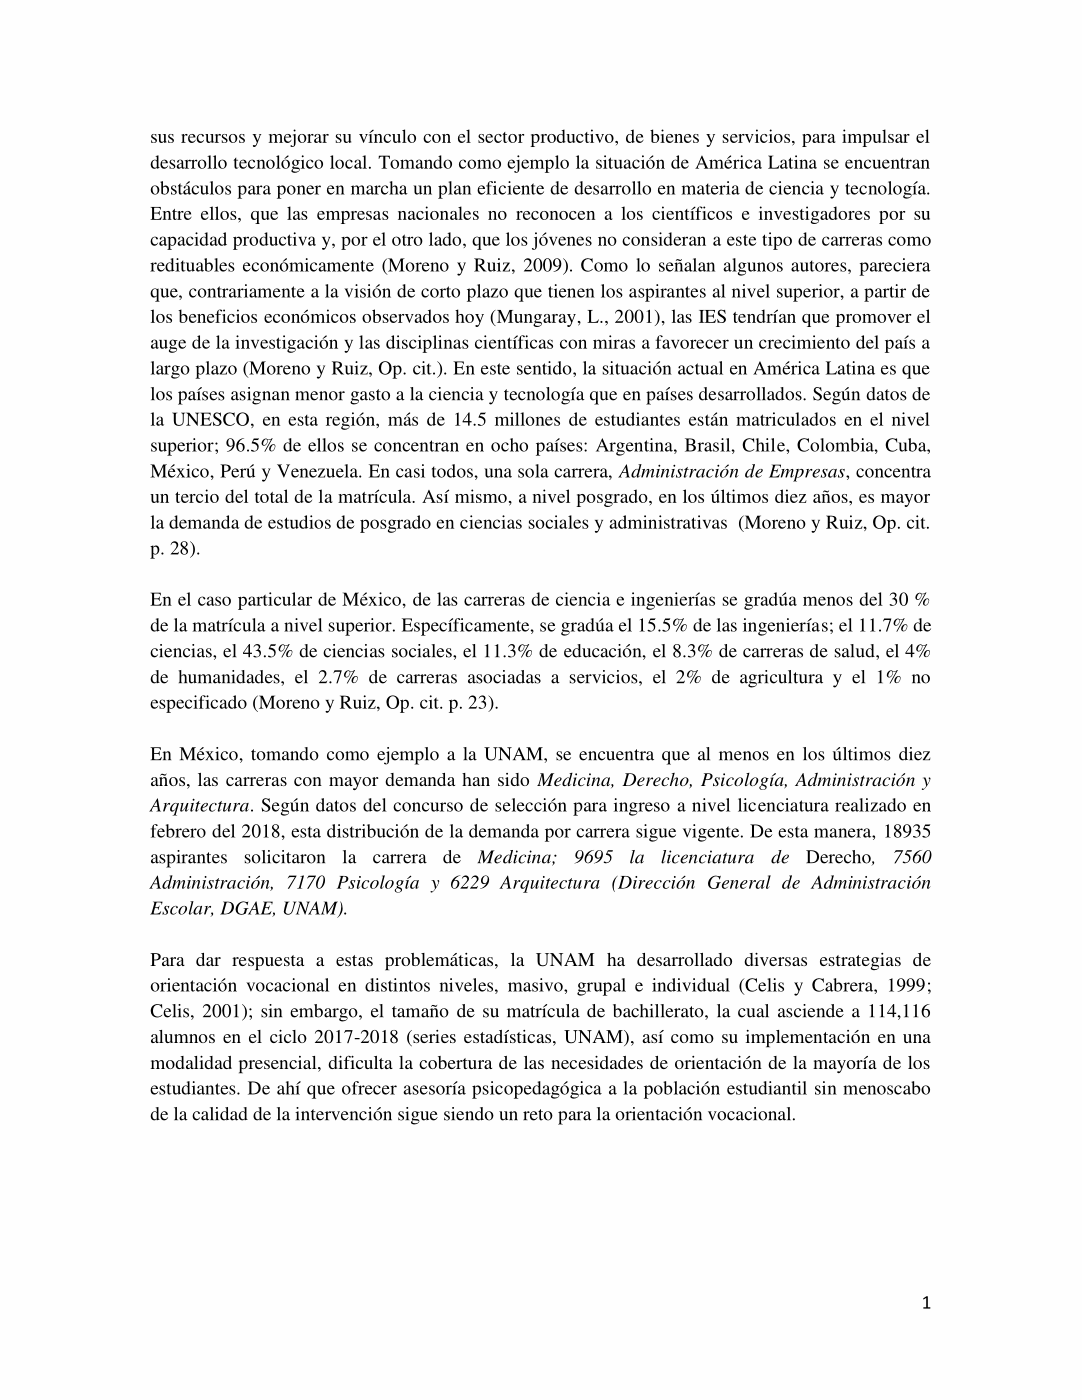 sus recursos y mejorar su vínculo con el sector productivo, de bienes y servicios, para impulsar el
desarrollo tecnológico local. Tomando como ejemplo la situación de América Latina se encuentran
obstáculos para poner en marcha un plan eficiente de desarrollo en materia de ciencia y tecnología.
Entre ellos, que las empresas nacionales no reconocen a los científicos e investigadores por su
capacidad productiva y, por el otro lado, que los jóvenes no consideran a este tipo de carreras como
redituables económicamente (Moreno y Ruiz, 2009). Como lo señalan algunos autores, pareciera
que, contrariamente a la visión de corto plazo que tienen los aspirantes al nivel superior, a partir de
los beneficios económicos observados hoy (Mungaray, L., 2001), las IES tendrían que promover el
auge de la investigación y las disciplinas científicas con miras a favorecer un crecimiento del país a
largo plazo (Moreno y Ruiz, Op. cit.). En este sentido, la situación actual en América Latina es que
los países asignan menor gasto a la ciencia y tecnología que en países desarrollados. Según datos de
la UNESCO, en esta región, más de 14.5 millones de estudiantes están matriculados en el nivel
superior; 96.5% de ellos se concentran en ocho países: Argentina, Brasil, Chile, Colombia, Cuba,
México, Perú y Venezuela. En casi todos, una sola carrera, Administración de Empresas, concentra
un tercio del total de la matrícula. Así mismo, a nivel posgrado, en los últimos diez años, es mayor
la demanda de estudios de posgrado en ciencias sociales y administrativas (Moreno y Ruiz, Op. cit.
p. 28).
En el caso particular de México, de las carreras de ciencia e ingenierías se gradúa menos del 30 %
de la matrícula a nivel superior. Específicamente, se gradúa el 15.5% de las ingenierías; el 11.7% de
ciencias, el 43.5% de ciencias sociales, el 11.3% de educación, el 8.3% de carreras de salud, el 4%
de humanidades, el 2.7% de carreras asociadas a servicios, el 2% de agricultura y el 1% no
especificado (Moreno y Ruiz, Op. cit. p. 23).
En México, tomando como ejemplo a la UNAM, se encuentra que al menos en los últimos diez
años, las carreras con mayor demanda han sido Medicina, Derecho, Psicología, Administración y
Arquitectura. Según datos del concurso de selección para ingreso a nivel licenciatura realizado en
febrero del 2018, esta distribución de la demanda por carrera sigue vigente. De esta manera, 18935
aspirantes solicitaron la carrera de Medicina; 9695 la licenciatura de Derecho, 7560
Administración, 7170 Psicología y 6229 Arquitectura (Dirección General de Administración
Escolar, DGAE, UNAM).
Para dar respuesta a estas problemáticas, la UNAM ha desarrollado diversas estrategias de
orientación vocacional en distintos niveles, masivo, grupal e individual (Celis y Cabrera, 1999;
Celis, 2001); sin embargo, el tamaño de su matrícula de bachillerato, la cual asciende a 114,116
alumnos en el ciclo 2017-2018 (series estadísticas, UNAM), así como su implementación en una
modalidad presencial, dificulta la cobertura de las necesidades de orientación de la mayoría de los
estudiantes. De ahí que ofrecer asesoría psicopedagógica a la población estudiantil sin menoscabo
de la calidad de la intervención sigue siendo un reto para la orientación vocacional.
1